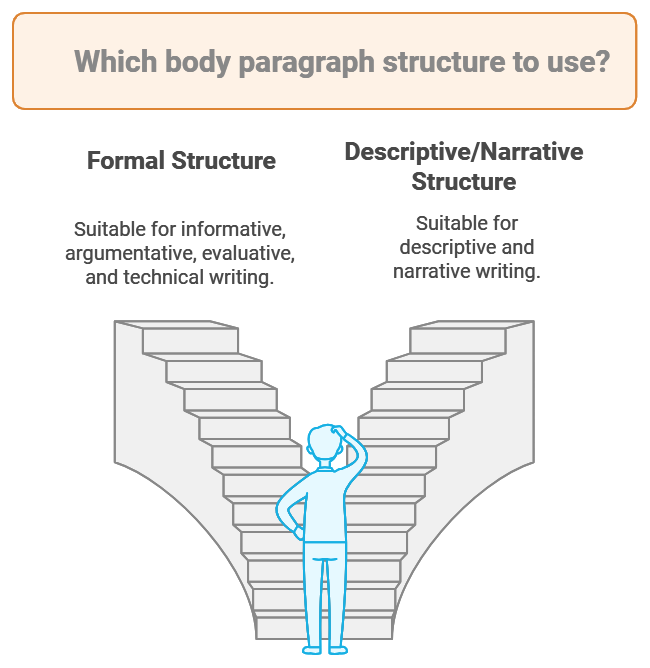 Which body paragraph structure to use?
Formal Structure
Suitable for informative,
argumentative, evaluative,
and technical writing.
Descriptive/Narrative
Structure
Suitable for
descriptive and
narrative writing.